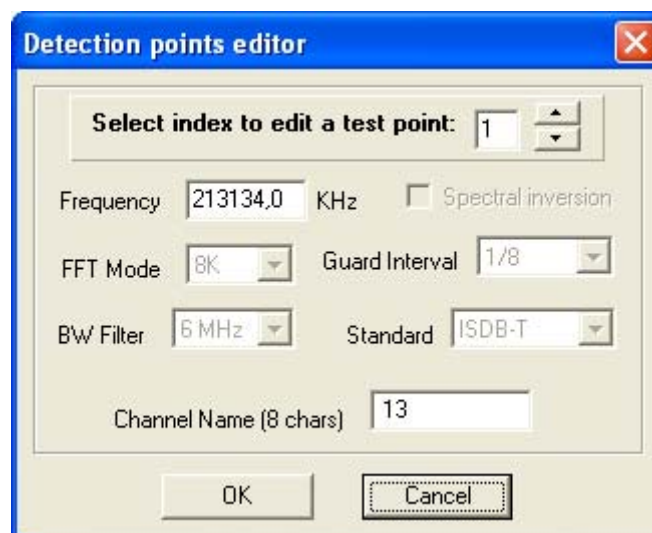 Detection points editor
Select index to edit a test point: 1
Frequency 213134,0 KHz Spectral inversion
FFT Mode 8K Guard Interval 1/8
BW Filter 6 MHz Standard ISDB-T
Channel Name (8 chars) 13
OK Cancel